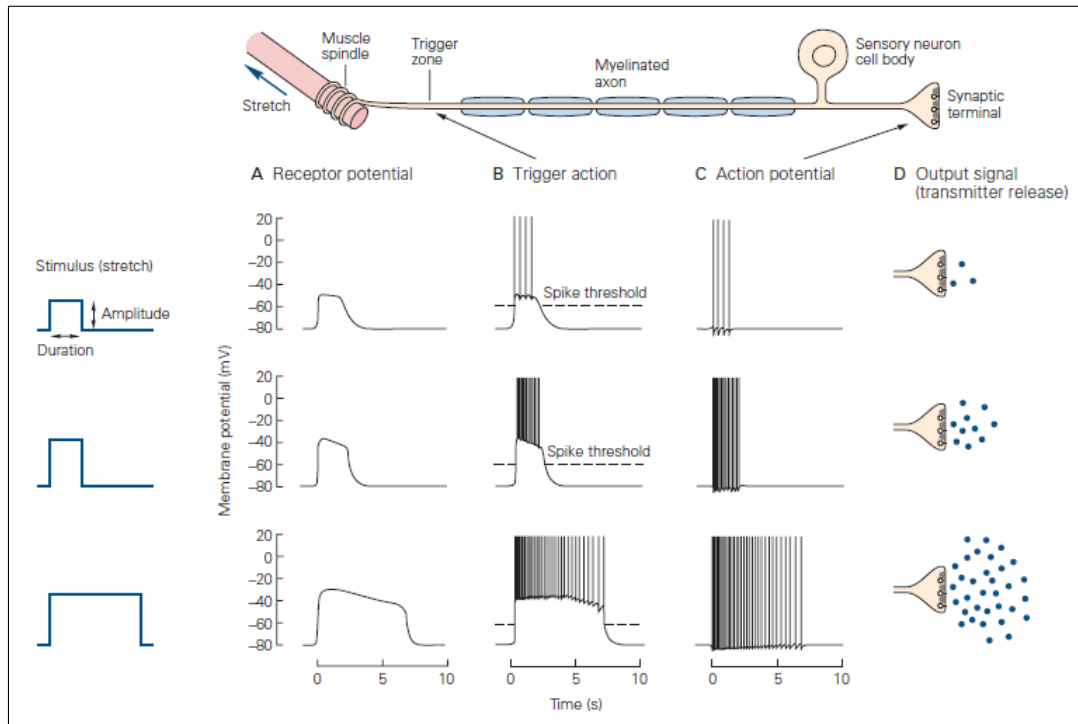 Muscle
spindle
Trigger
zone
Myelinated
axon
Sensory neuron
cell body
Stretch
Synaptic
terminal
A Receptor potential
B Trigger action
C Action potential
D Output signal
(transmitter release)
Stimulus (stretch)
Amplitude
Duration
Membrane potential (mV)
20
0
–20
–40
–60
–80
Spike threshold
20
0
–20
–40
–60
–80
Spike threshold
20
0
–20
–40
–60
–80
0 5 10
0 5 10
0 5 10
Time (s)